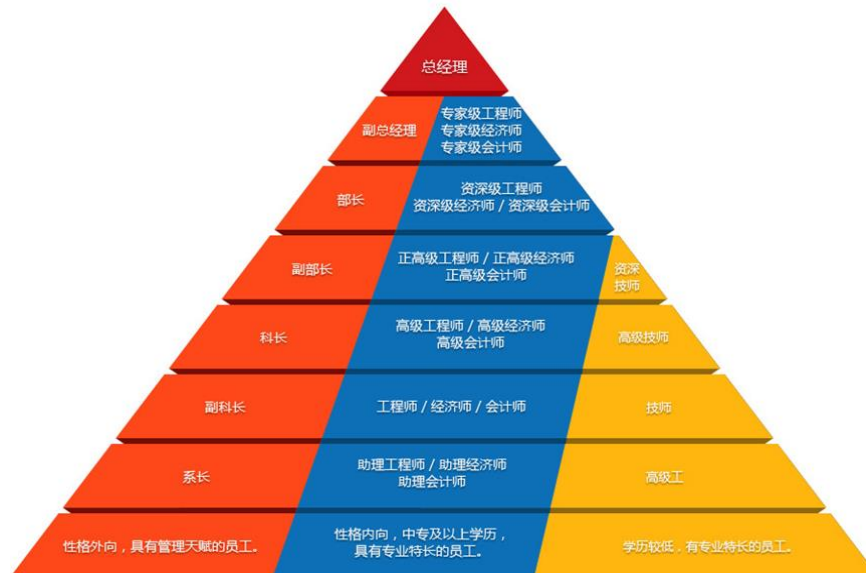 总经理
副总经理
专家级工程师
专家级经济师
专家级会计师
部长
资深级工程师
资深级经济师 / 资深级会计师
副部长
正高级工程师 / 正高级经济师
正高级会计师
资深
技师
科长
高级工程师 / 高级经济师
高级会计师
高级技师
副科长
工程师 / 经济师 / 会计师
技师
系长
助理工程师 / 助理经济师
助理会计师
高级工
性格外向，具有管理天赋的员工。
性格内向，中专及以上学历，
具有专业特长的员工。
学历较低，有专业特长的员工。